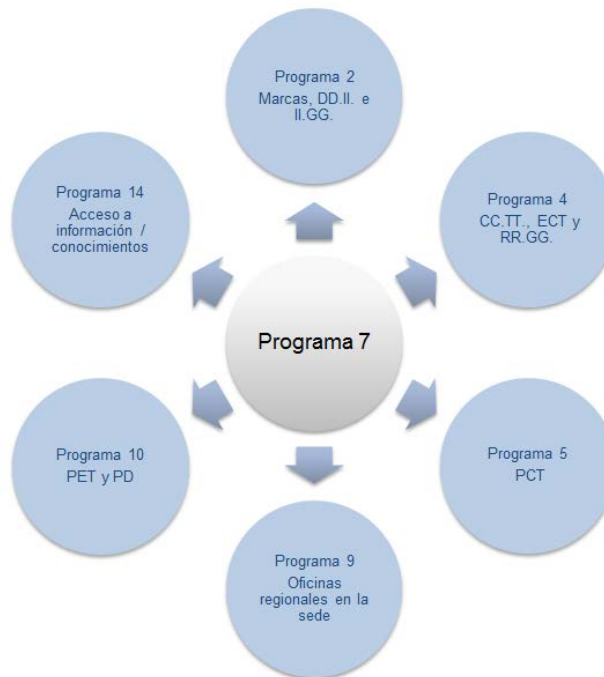 Programa 2
Marcas, DD.II. e
II.GG.
Programa 14
Acceso a
información /
conocimientos
Programa 4
CC.TT., ECT y
RR.GG.
Programa 7
Programa 10
PET y PD
Programa 5
PCT
Programa 9
Oficinas
regionales en la
sede